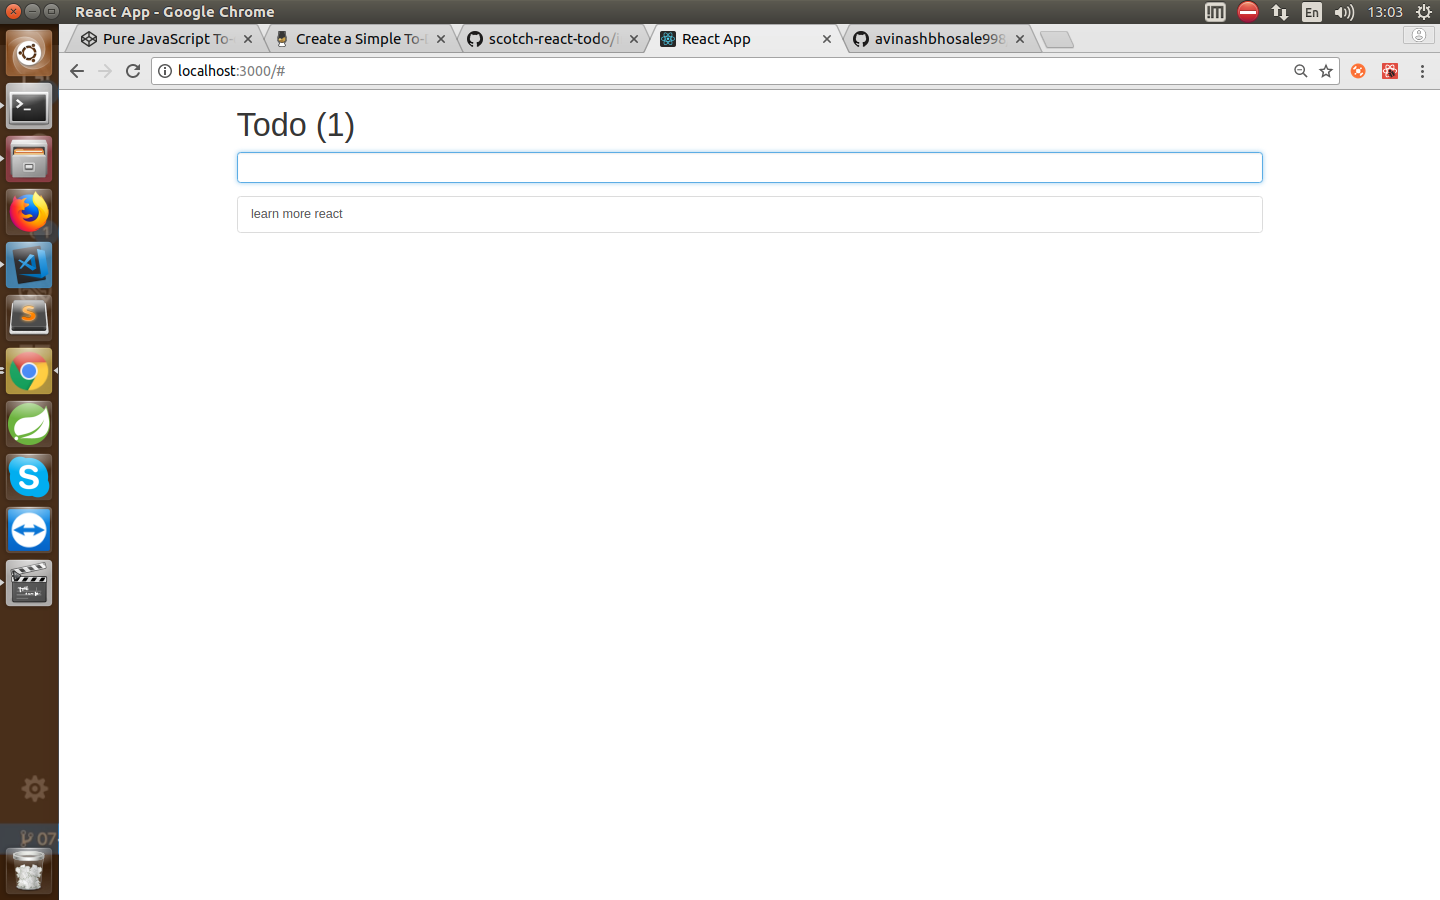 React App - Google Chrome
En
13:03
Pure JavaScript To-
Create a Simple To-
scotch-react-todo/i
React App
avinashbhosale998
localhost:3000/#
Todo (1)
learn more react
07